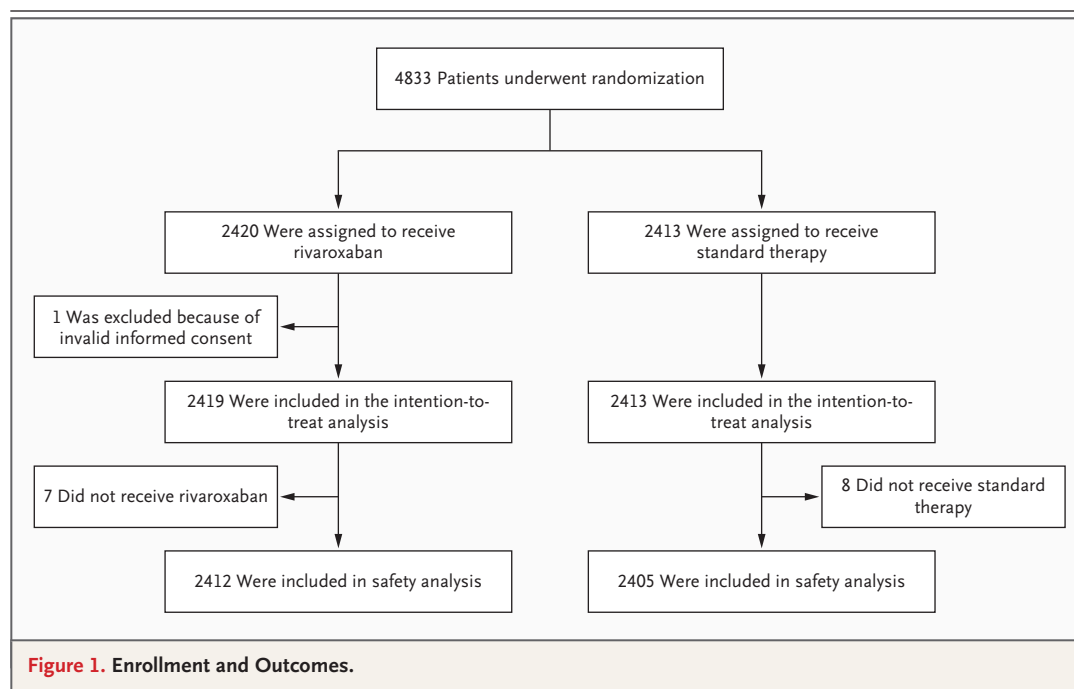 4833 Patients underwent randomization
2420 Were assigned to receive
rivaroxaban
2413 Were assigned to receive
standard therapy
1 Was excluded because of
invalid informed consent
2419 Were included in the intention-to-
treat analysis
2413 Were included in the intention-to-
treat analysis
7 Did not receive rivaroxaban
8 Did not receive standard
therapy
2412 Were included in safety analysis
2405 Were included in safety analysis
Figure 1. Enrollment and Outcomes.